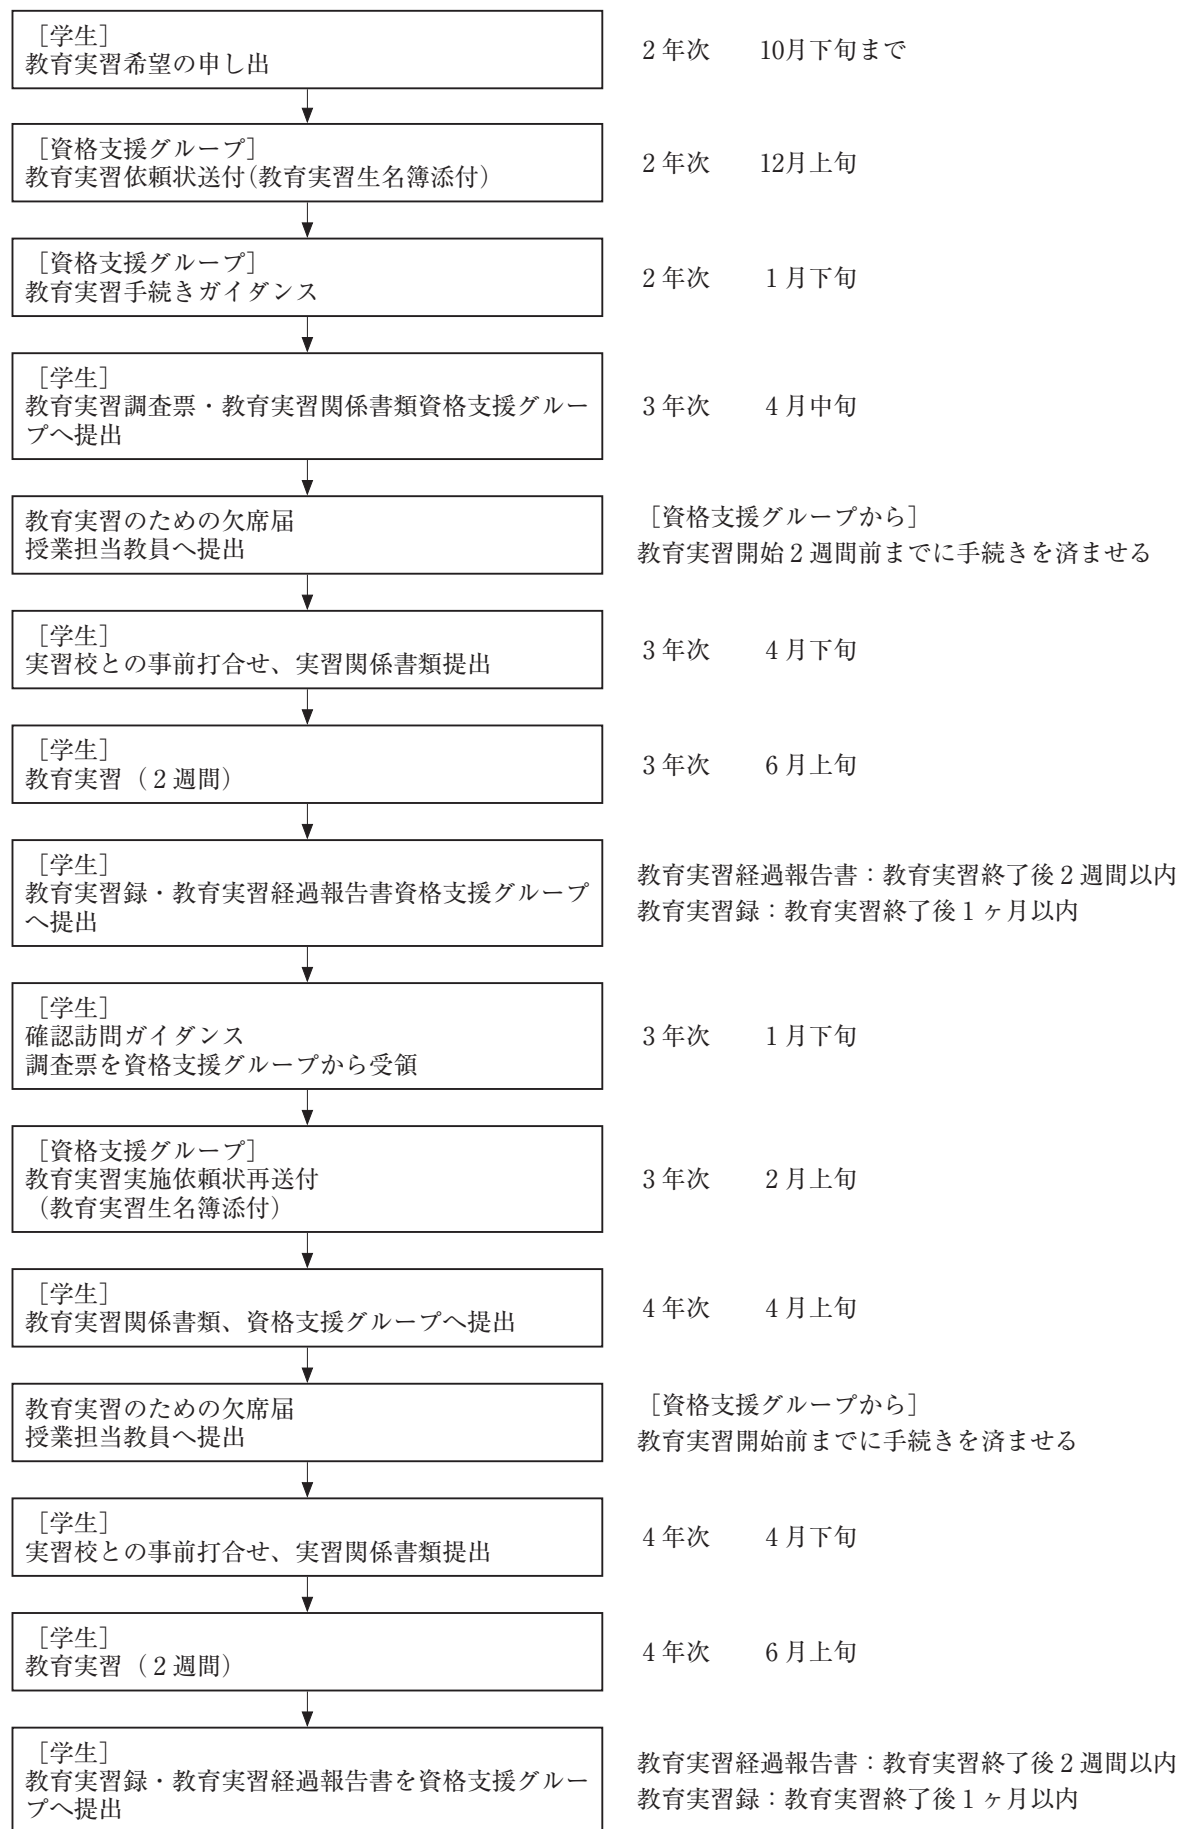 ［学生］
教育実習希望の申し出
２年次　10月下旬まで
［資格支援グループ］
教育実習依頼状送付（教育実習生名簿添付）
２年次　12月上旬
［資格支援グループ］
教育実習手続きガイダンス
２年次　１月下旬
［学生］
教育実習調査票・教育実習関係書類資格支援グルー
プへ提出
３年次　４月中旬
教育実習のための欠席届
授業担当教員へ提出
［資格支援グループから］
教育実習開始２週間前までに手続きを済ませる
［学生］
実習校との事前打合せ、実習関係書類提出
３年次　４月下旬
［学生］
教育実習（２週間）
３年次　６月上旬
［学生］
教育実習録・教育実習経過報告書資格支援グループ
へ提出
教育実習経過報告書：教育実習終了後２週間以内
教育実習録：教育実習終了後１ヶ月以内
［学生］
確認訪問ガイダンス
調査票を資格支援グループから受領
３年次　１月下旬
［資格支援グループ］
教育実習実施依頼状再送付
（教育実習生名簿添付）
３年次　２月上旬
［学生］
教育実習関係書類、資格支援グループへ提出
４年次　４月上旬
教育実習のための欠席届
授業担当教員へ提出
［資格支援グループから］
教育実習開始前までに手続きを済ませる
［学生］
実習校との事前打合せ、実習関係書類提出
４年次　４月下旬
［学生］
教育実習（２週間）
４年次　６月上旬
［学生］
教育実習録・教育実習経過報告書を資格支援グルー
プへ提出
教育実習経過報告書：教育実習終了後２週間以内
教育実習録：教育実習終了後１ヶ月以内